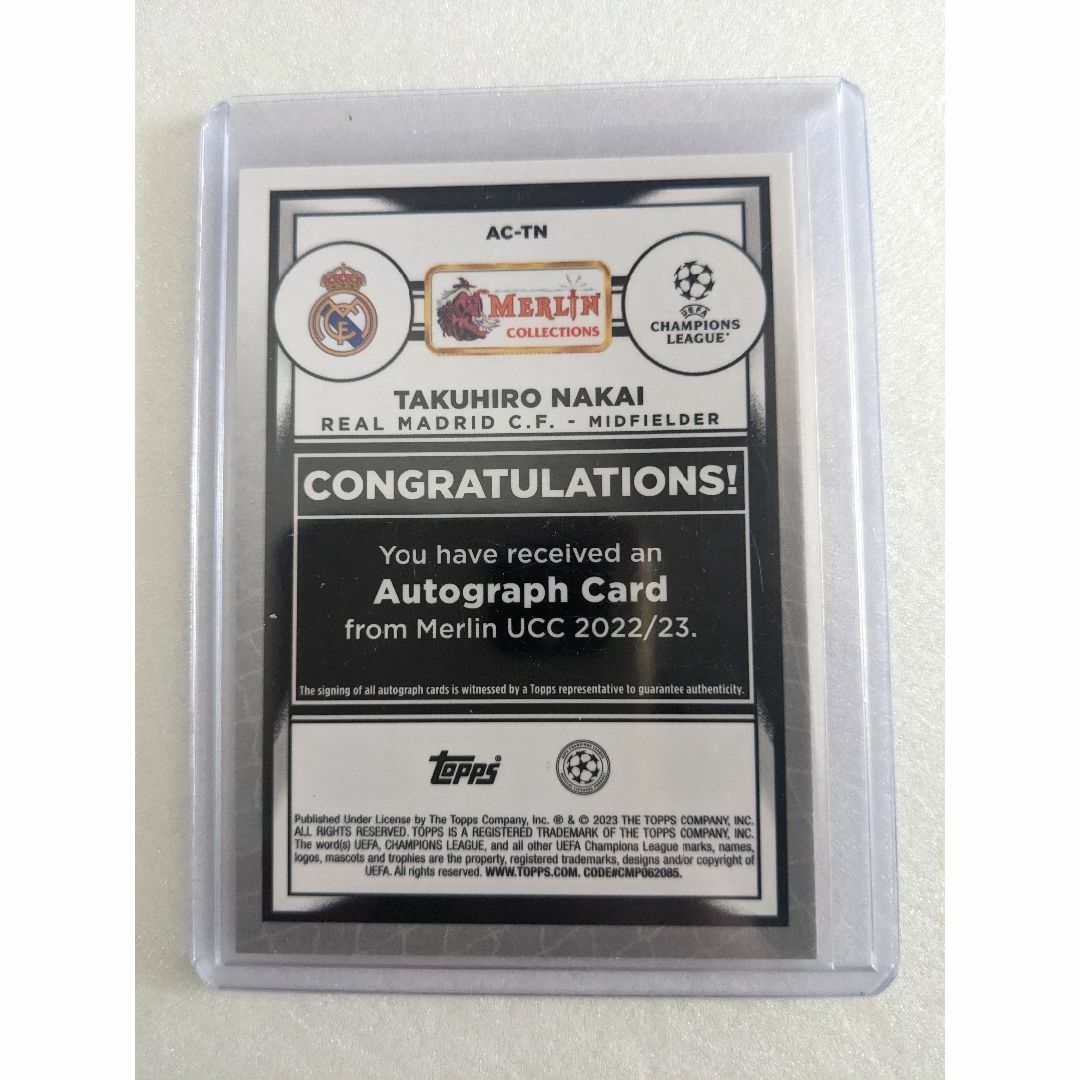 AC-TN
MERLIN
COLLECTIONS
UEFA
CHAMPIONS
LEAGUE
TAKUHIRO NAKAI
REAL MADRID C.F. - MIDFIELDER
CONGRATULATIONS!
You have received an
Autograph Card
from Merlin UCC 2022/23.
The signing of all autograph cards is witnessed by a Topps representative to guarantee authenticity.
topps®
Published Under License by The Topps Company, Inc. ® & © 2023 THE TOPPS COMPANY, INC.
ALL RIGHTS RESERVED. TOPPS IS A REGISTERED TRADEMARK OF THE TOPPS COMPANY, INC.
The word(s) UEFA, CHAMPIONS LEAGUE, and all other UEFA Champions League marks, names,
logos, mascots and trophies are the property, registered trademarks, designs and/or copyright of
UEFA. All rights reserved. WWW.TOPPS.COM. CODE#CMP062085.